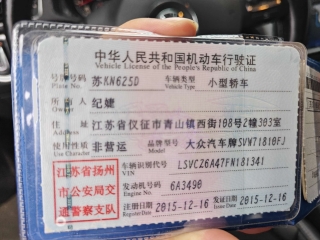 中华人民共和国机动车行驶证
Vehicle License of the People's Republic of China
号牌号码 苏KN625D 车辆类型 小型轿车
Plate No. Vehicle Type
所有人 纪婕
住址 江苏省仪征市青山镇西街108号2幢303室
使用性质 非营运 品牌型号 大众汽车牌SVW71810FJ
江苏省扬州 车辆识别代号 LSVCZ6A47FN181341
VIN
市公安局交 发动机号码 6A3490
Engine No.
通警察支队 注册日期 2015-12-16 发证日期 2015-12-16
Register Date Issue Date